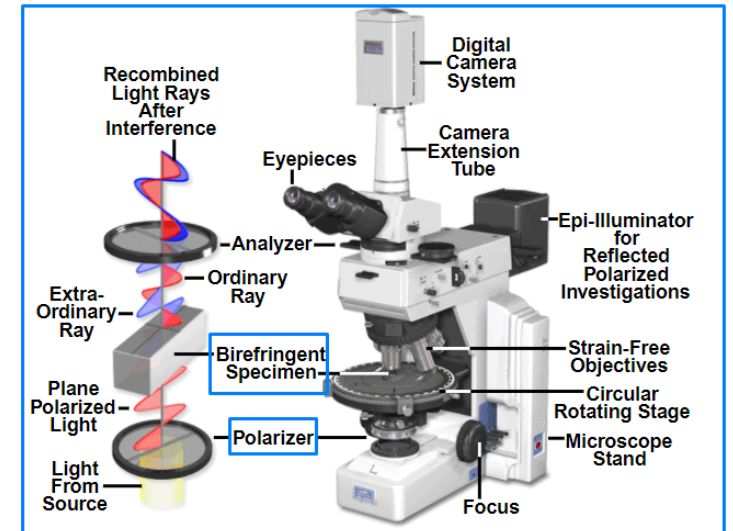 Digital
Camera
System
Recombined
Light Rays
After
Interference
Camera
Extension
Tube
Eyepieces
Epi-Illuminator
for
Reflected
Polarized
Investigations
Analyzer
Ordinary
Ray
Extra-
Ordinary
Ray
Birefringent
Specimen
Strain-Free
Objectives
Plane
Polarized
Light
Circular
Rotating Stage
Polarizer
Microscope
Stand
Light
From
Source
Focus